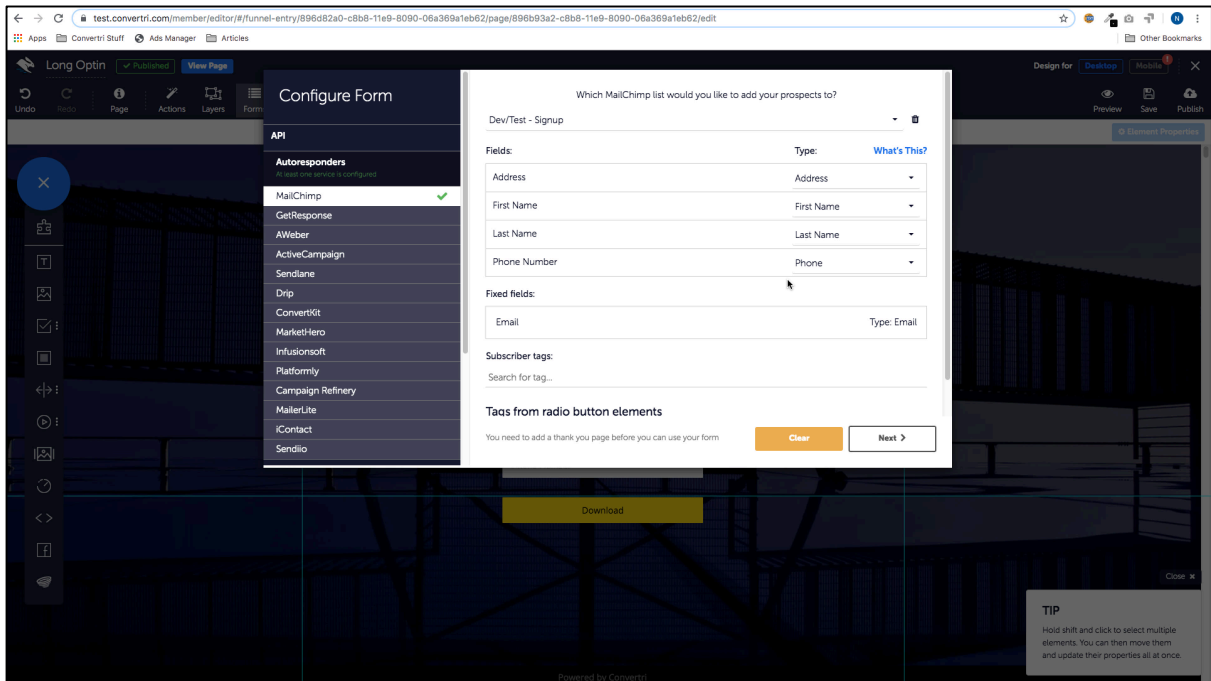 test.convertri.com/member/editor/#/funnel-entry/896d82a0-c8b8-11e9-8090-06a369a1eb62/page/896b93a2-c8b8-11e9-8090-06a369a1eb62/edit
N
Apps Convertri Stuff Ads Manager Articles Other Bookmarks
Long Optin Published View Page Design for Desktop Mobile !
Undo Redo Page Actions Layers Form Preview Save Publish
Element Properties
Configure Form
API
Autoresponders
At least one service is configured
MailChimp
GetResponse
AWeber
ActiveCampaign
Sendlane
Drip
ConvertKit
MarketHero
Infusionsoft
Platformly
Campaign Refinery
MailerLite
iContact
Sendiio
Which MailChimp list would you like to add your prospects to?
Dev/Test - Signup
Fields: Type: What's This?
Address Address
First Name First Name
Last Name Last Name
Phone Number Phone
Fixed fields:
Email Type: Email
Subscriber tags:
Search for tag...
Tags from radio button elements
You need to add a thank you page before you can use your form Clear Next
Download
Close x
TIP
Hold shift and click to select multiple
elements. You can then move them
and update their properties all at once.
Powered by Convertri